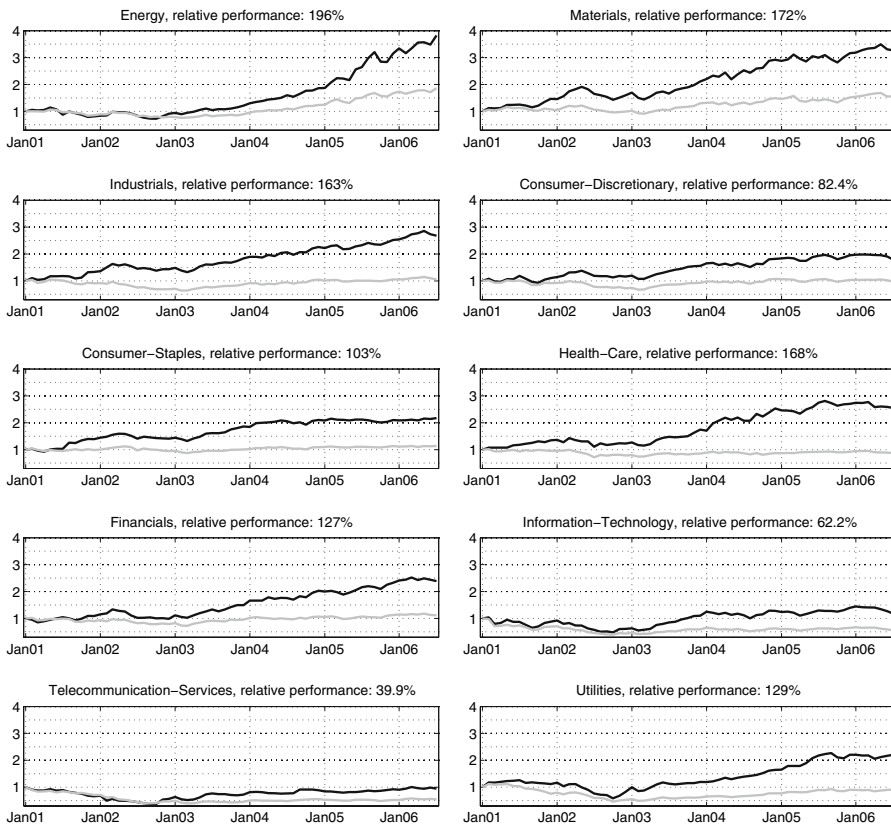 Energy, relative performance: 196%
4
3
2
1
Jan01 Jan02 Jan03 Jan04 Jan05 Jan06
Materials, relative performance: 172%
4
3
2
1
Jan01 Jan02 Jan03 Jan04 Jan05 Jan06
Industrials, relative performance: 163%
4
3
2
1
Jan01 Jan02 Jan03 Jan04 Jan05 Jan06
Consumer−Discretionary, relative performance: 82.4%
4
3
2
1
Jan01 Jan02 Jan03 Jan04 Jan05 Jan06
Consumer−Staples, relative performance: 103%
4
3
2
1
Jan01 Jan02 Jan03 Jan04 Jan05 Jan06
Health−Care, relative performance: 168%
4
3
2
1
Jan01 Jan02 Jan03 Jan04 Jan05 Jan06
Financials, relative performance: 127%
4
3
2
1
Jan01 Jan02 Jan03 Jan04 Jan05 Jan06
Information−Technology, relative performance: 62.2%
4
3
2
1
Jan01 Jan02 Jan03 Jan04 Jan05 Jan06
Telecommunication−Services, relative performance: 39.9%
4
3
2
1
Jan01 Jan02 Jan03 Jan04 Jan05 Jan06
Utilities, relative performance: 129%
4
3
2
1
Jan01 Jan02 Jan03 Jan04 Jan05 Jan06